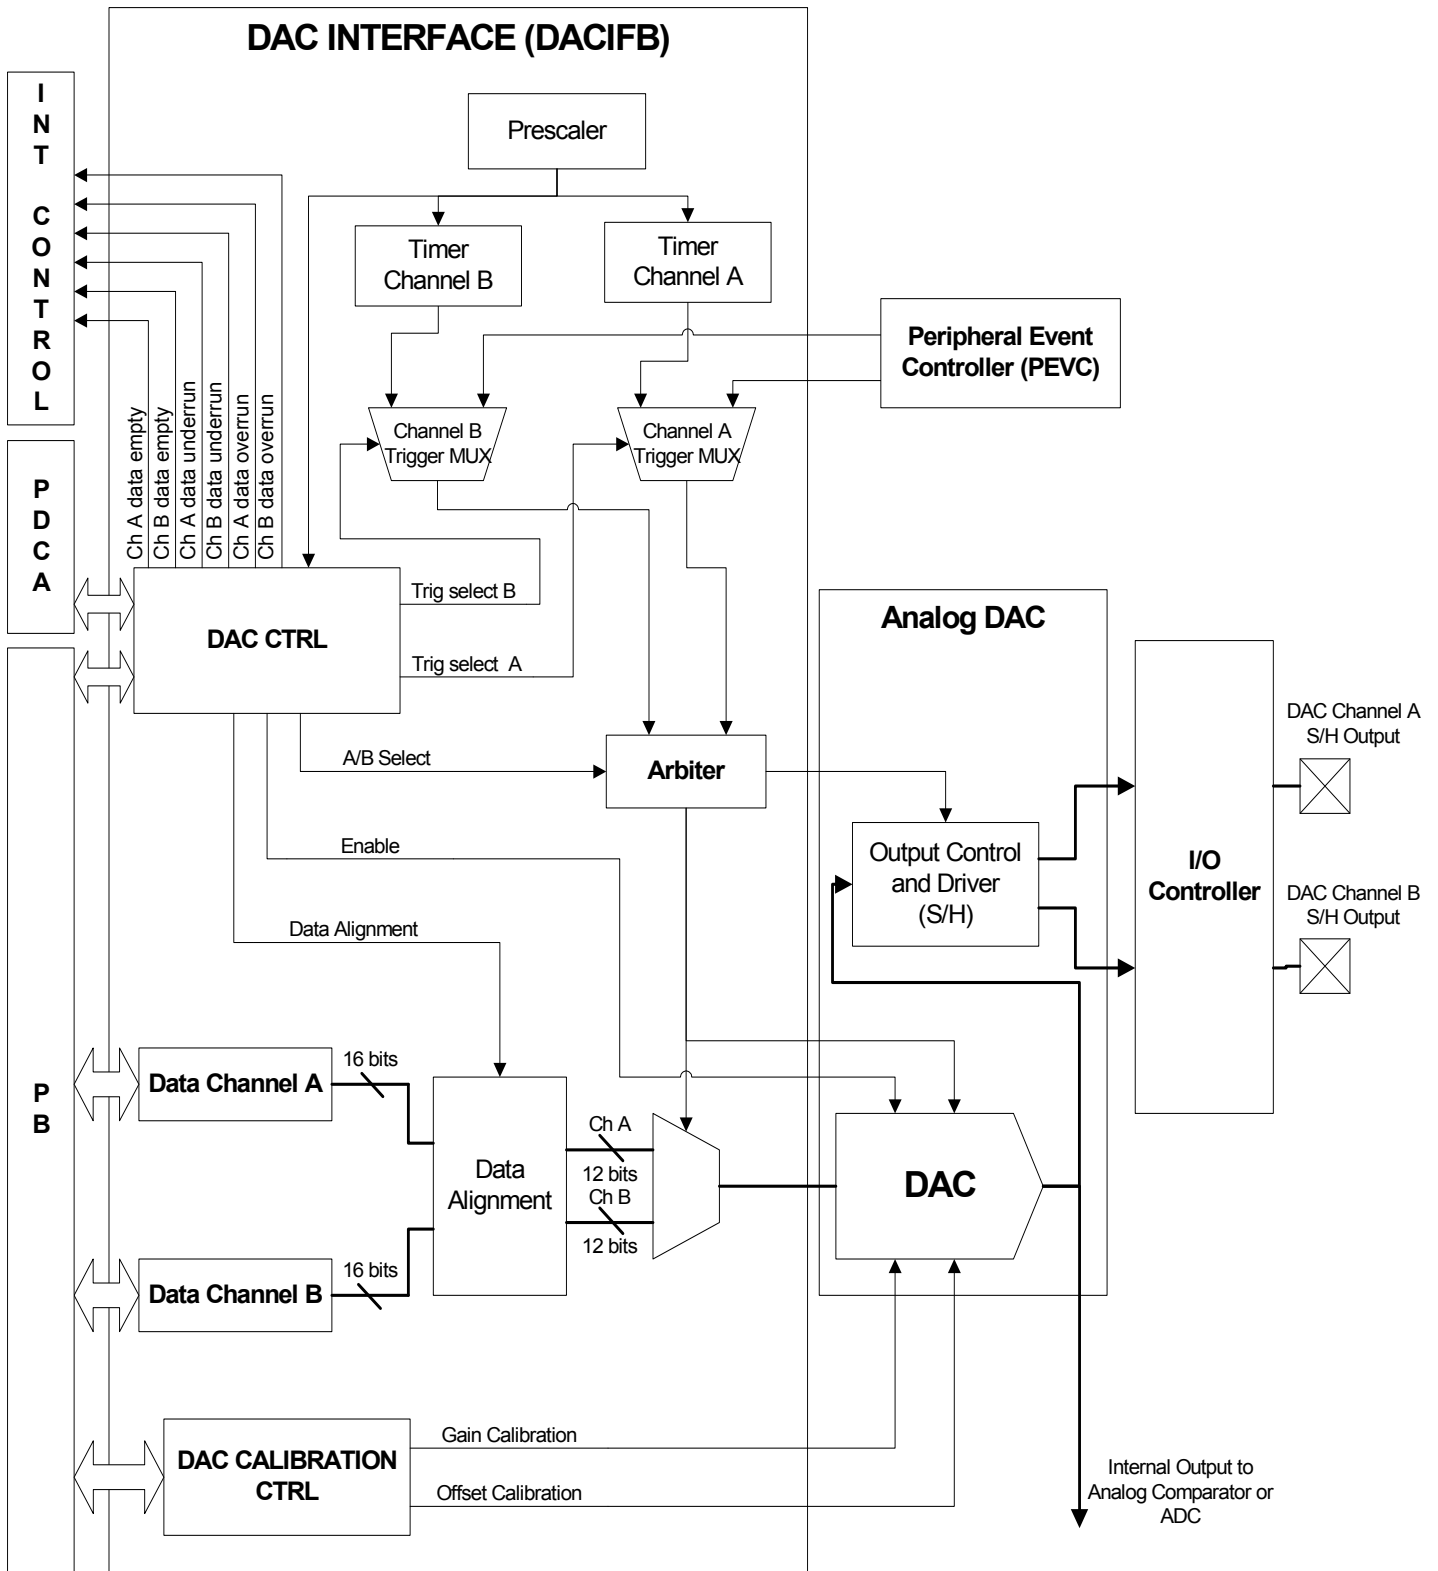 DAC INTERFACE (DACIFB)
INT CONTROL
Prescaler
Timer
Channel B
Timer
Channel A
Peripheral Event
Controller (PEVC)
Channel B
Trigger MUX
Channel A
Trigger MUX
Ch A data empty
Ch B data empty
Ch A data underrun
Ch B data underrun
Ch A data overrun
Ch B data overrun
PDCA
DAC CTRL
Trig select B
Trig select A
Analog DAC
A/B Select
Arbiter
DAC Channel A
S/H Output
Enable
Output Control
and Driver
(S/H)
I/O
Controller
DAC Channel B
S/H Output
Data Alignment
PB
Data Channel A
16 bits
Data
Alignment
Ch A
12 bits
Ch B
12 bits
DAC
Data Channel B
16 bits
DAC CALIBRATION
CTRL
Gain Calibration
Offset Calibration
Internal Output to
Analog Comparator or
ADC